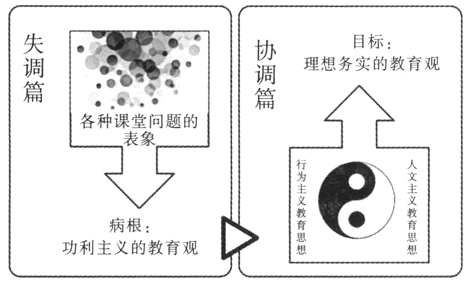 失调篇
各种课堂问题的
表象
病根：
功利主义的教育观
协调篇
目标：
理想务实的教育观
行为主义教育思想
人文主义教育思想